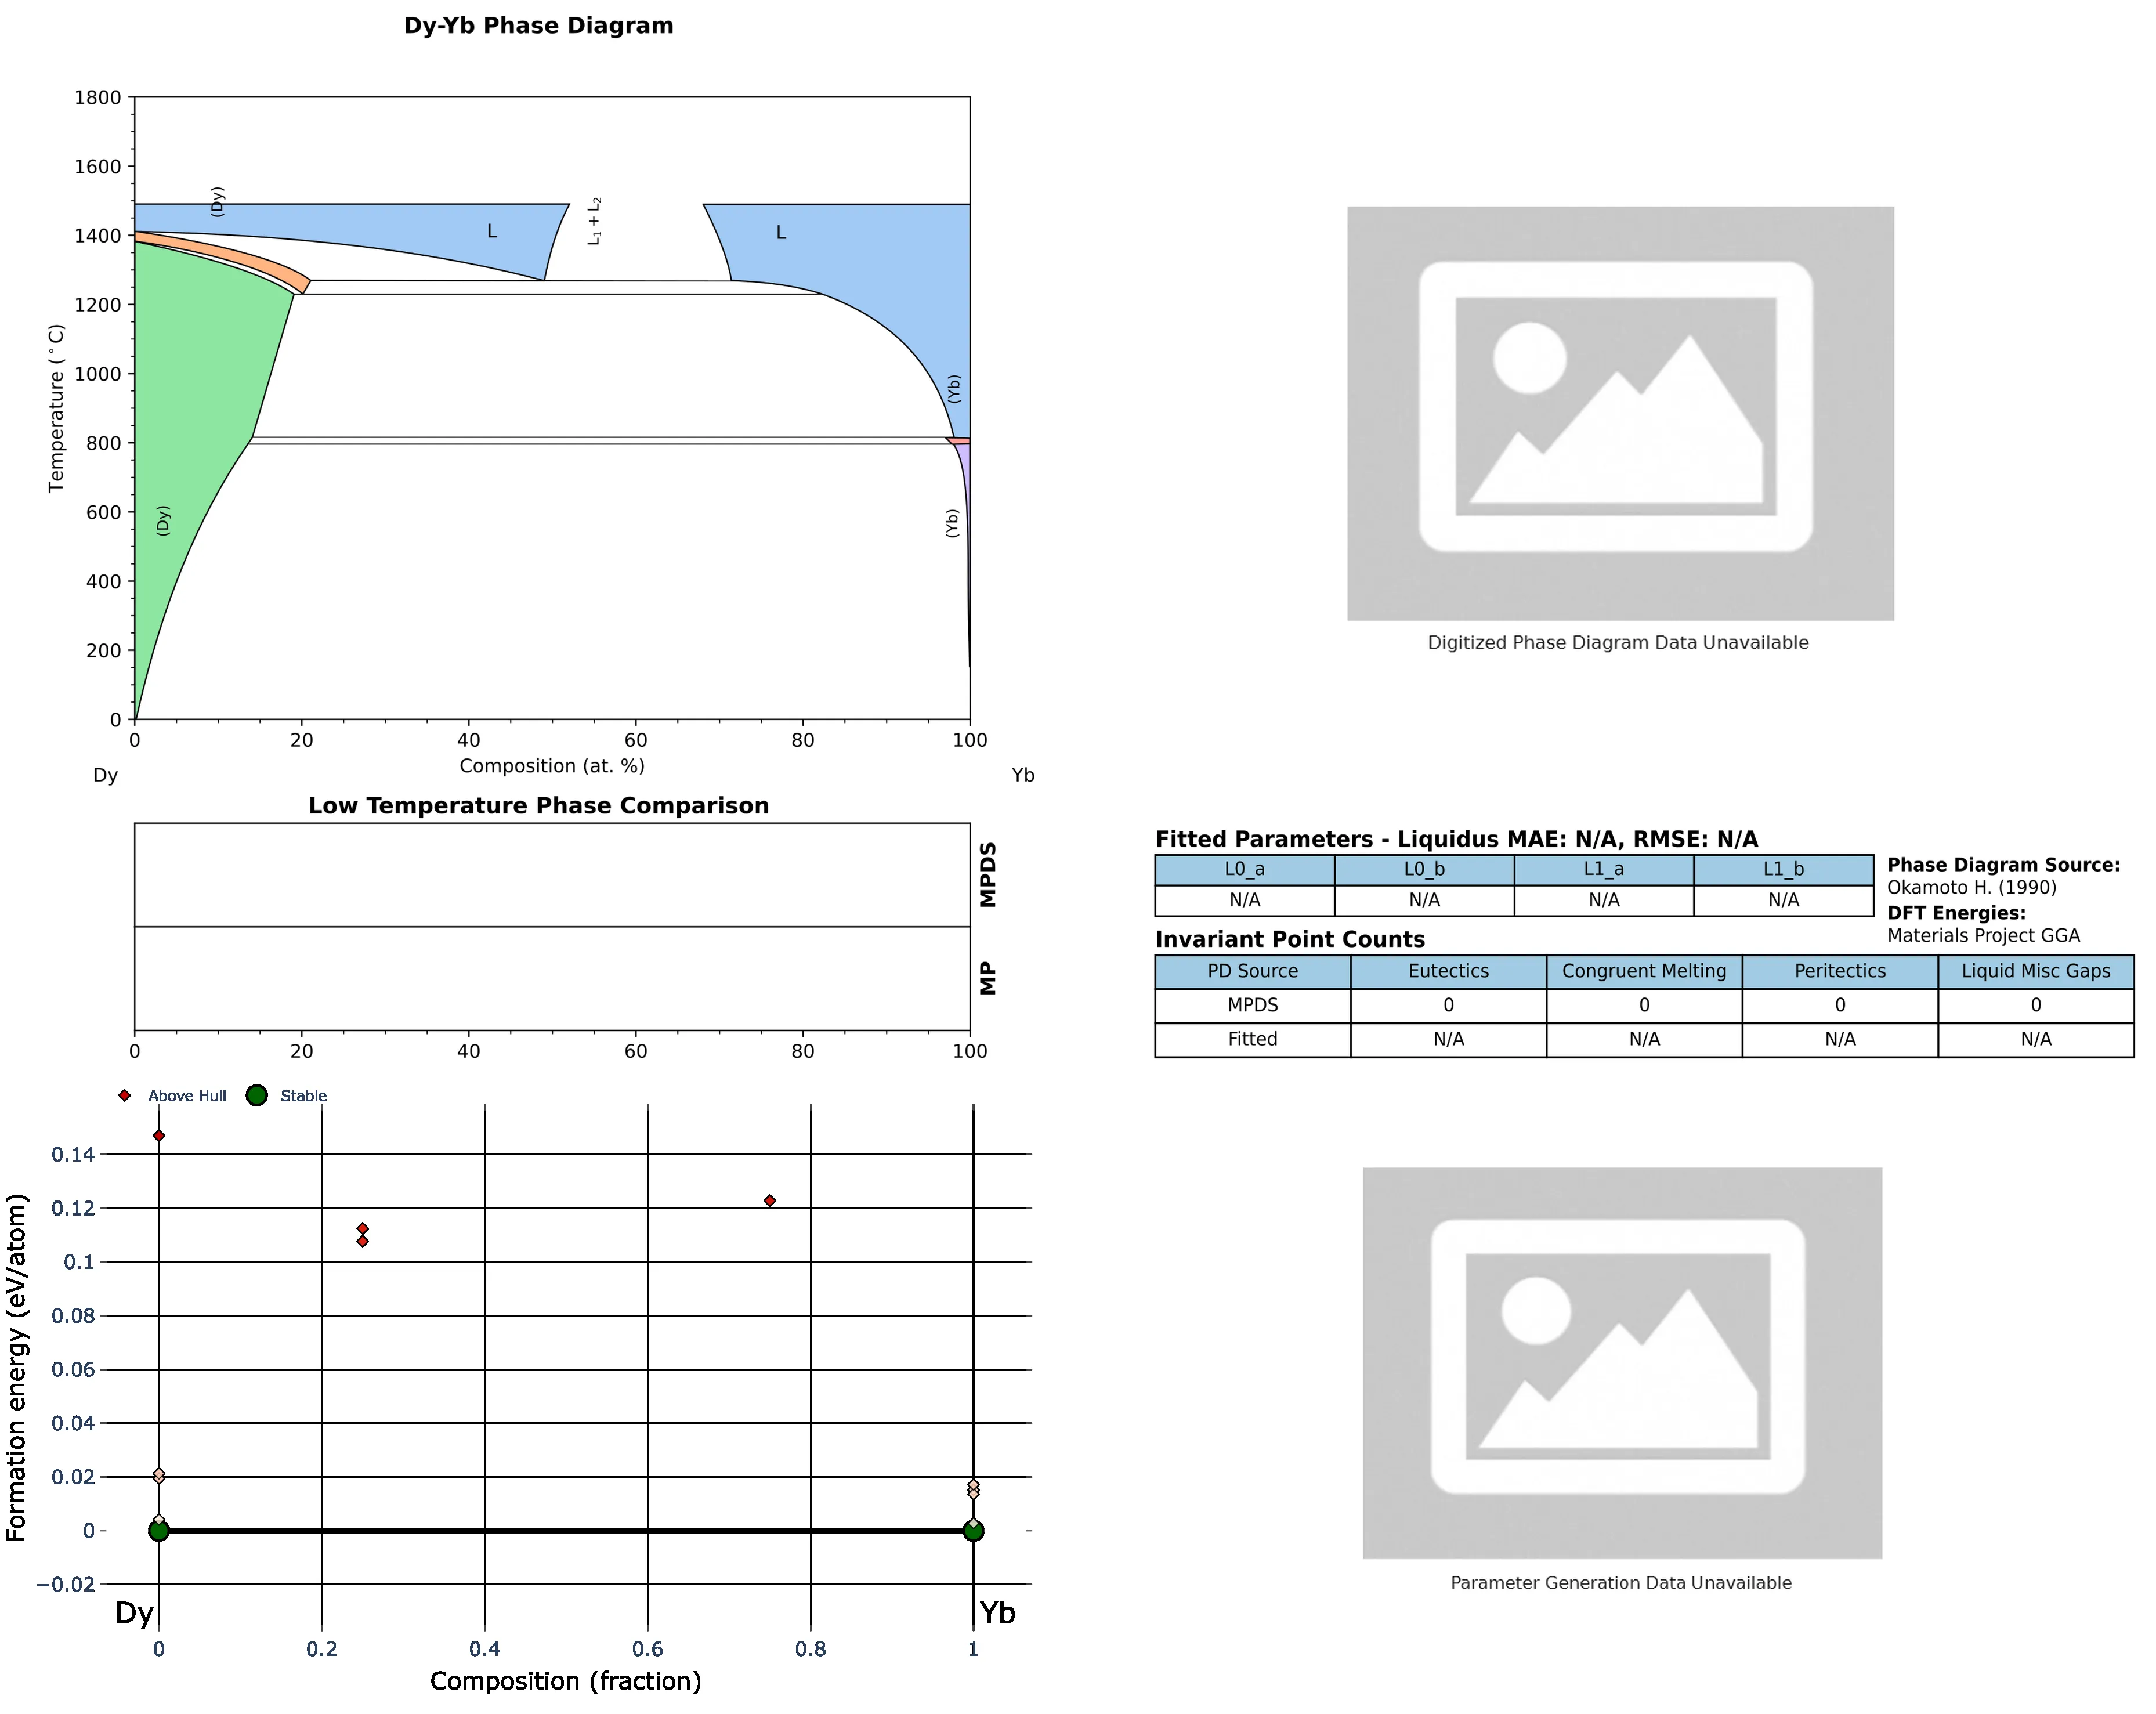 Dy-Yb Phase Diagram
1800
1600
1400
1200
1000
800
600
400
200
0
Temperature (°C)
(Dy)
L
L₁ + L₂
L
(Yb)
(Dy)
(Yb)
0 20 40 60 80 100
Composition (at. %)
Dy Yb
Digitized Phase Diagram Data Unavailable
Low Temperature Phase Comparison
MPDS
MP
0 20 40 60 80 100
Fitted Parameters - Liquidus MAE: N/A, RMSE: N/A
L0_a L0_b L1_a L1_b
N/A N/A N/A N/A
Phase Diagram Source:
Okamoto H. (1990)
DFT Energies:
Materials Project GGA
Invariant Point Counts
PD Source Eutectics Congruent Melting Peritectics Liquid Misc Gaps
MPDS 0 0 0 0
Fitted N/A N/A N/A N/A
Above Hull Stable
0.14
0.12
0.1
0.08
0.06
0.04
0.02
0
−0.02
Formation energy (eV/atom)
Dy Yb
0 0.2 0.4 0.6 0.8 1
Composition (fraction)
Parameter Generation Data Unavailable